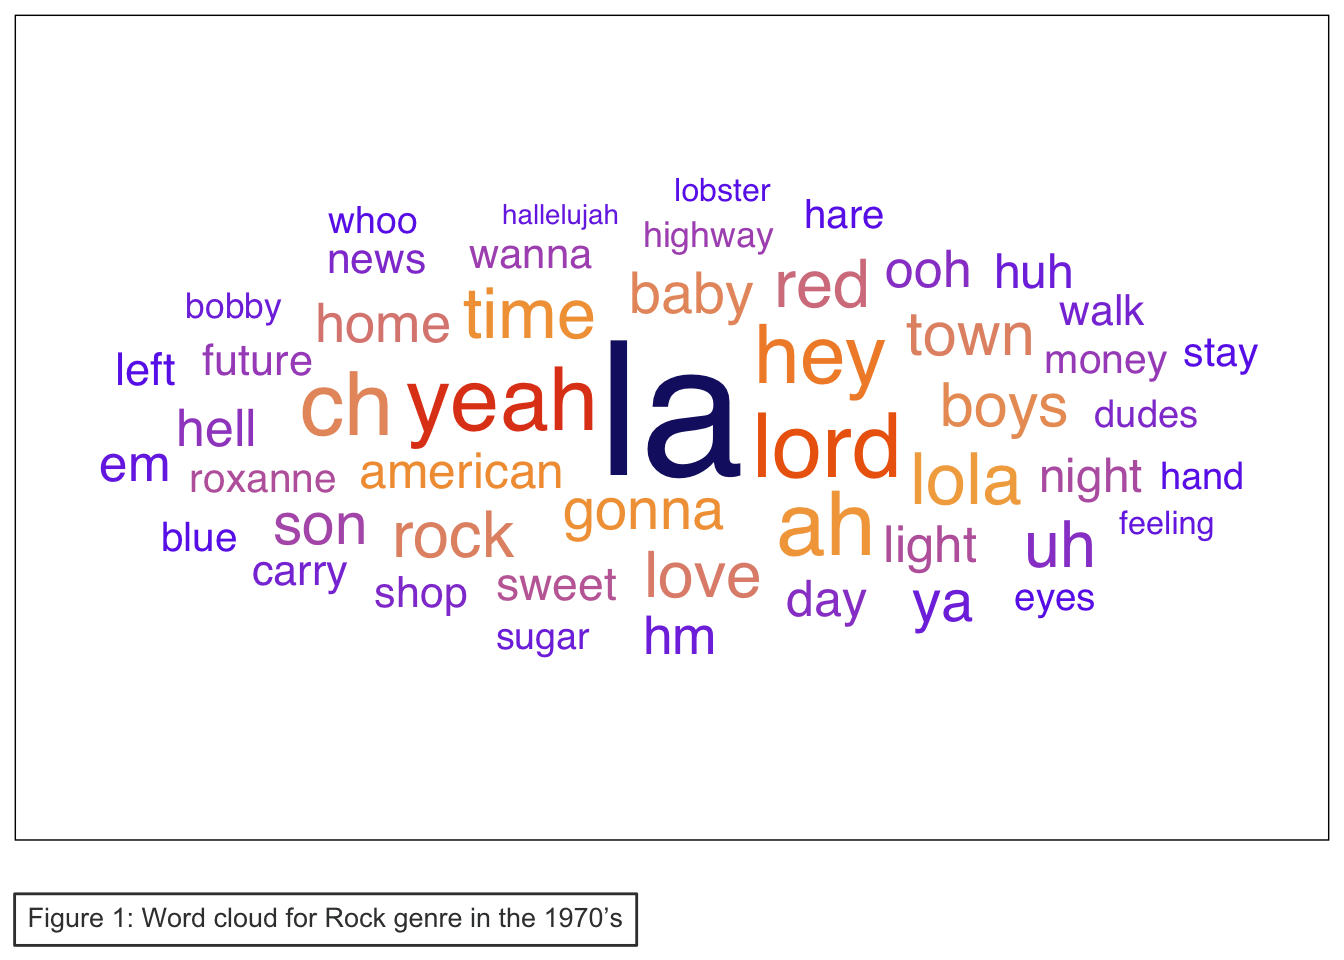 lobster
whoo hallelujah hare
news wanna highway
bobby home time baby red ooh huh walk
left future hey town money stay
ch yeah la boys dudes
hell lord
em roxanne american lola night hand
blue son rock gonna ah light uh feeling
carry shop sweet love day ya eyes
sugar hm
Figure 1: Word cloud for Rock genre in the 1970’s